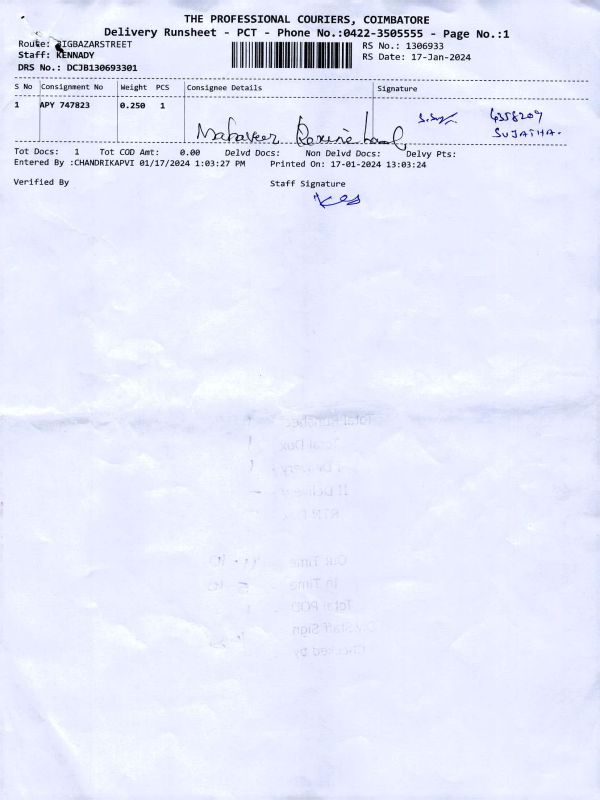 THE PROFESSIONAL COURIERS, COIMBATORE
Delivery Runsheet - PCT - Phone No.:0422-3505555 - Page No.:1
Route: BIGBAZARSTREET
RS No.: 1306933
Staff: KENNADY
RS Date: 17-Jan-2024
DRS No.: DCJB130693301
S No Consignment No Weight PCS Consignee Details Signature
1 APY 747823 0.250 1
Mahaveer
4358209
SUJATHA.
Tot Docs: 1 Tot COD Amt: 0.00 Delvd Docs: Non Delvd Docs: Delvy Pts:
Entered By :CHANDRIKAPVI 01/17/2024 1:03:27 PM Printed On: 17-01-2024 13:03:24
Verified By Staff Signature